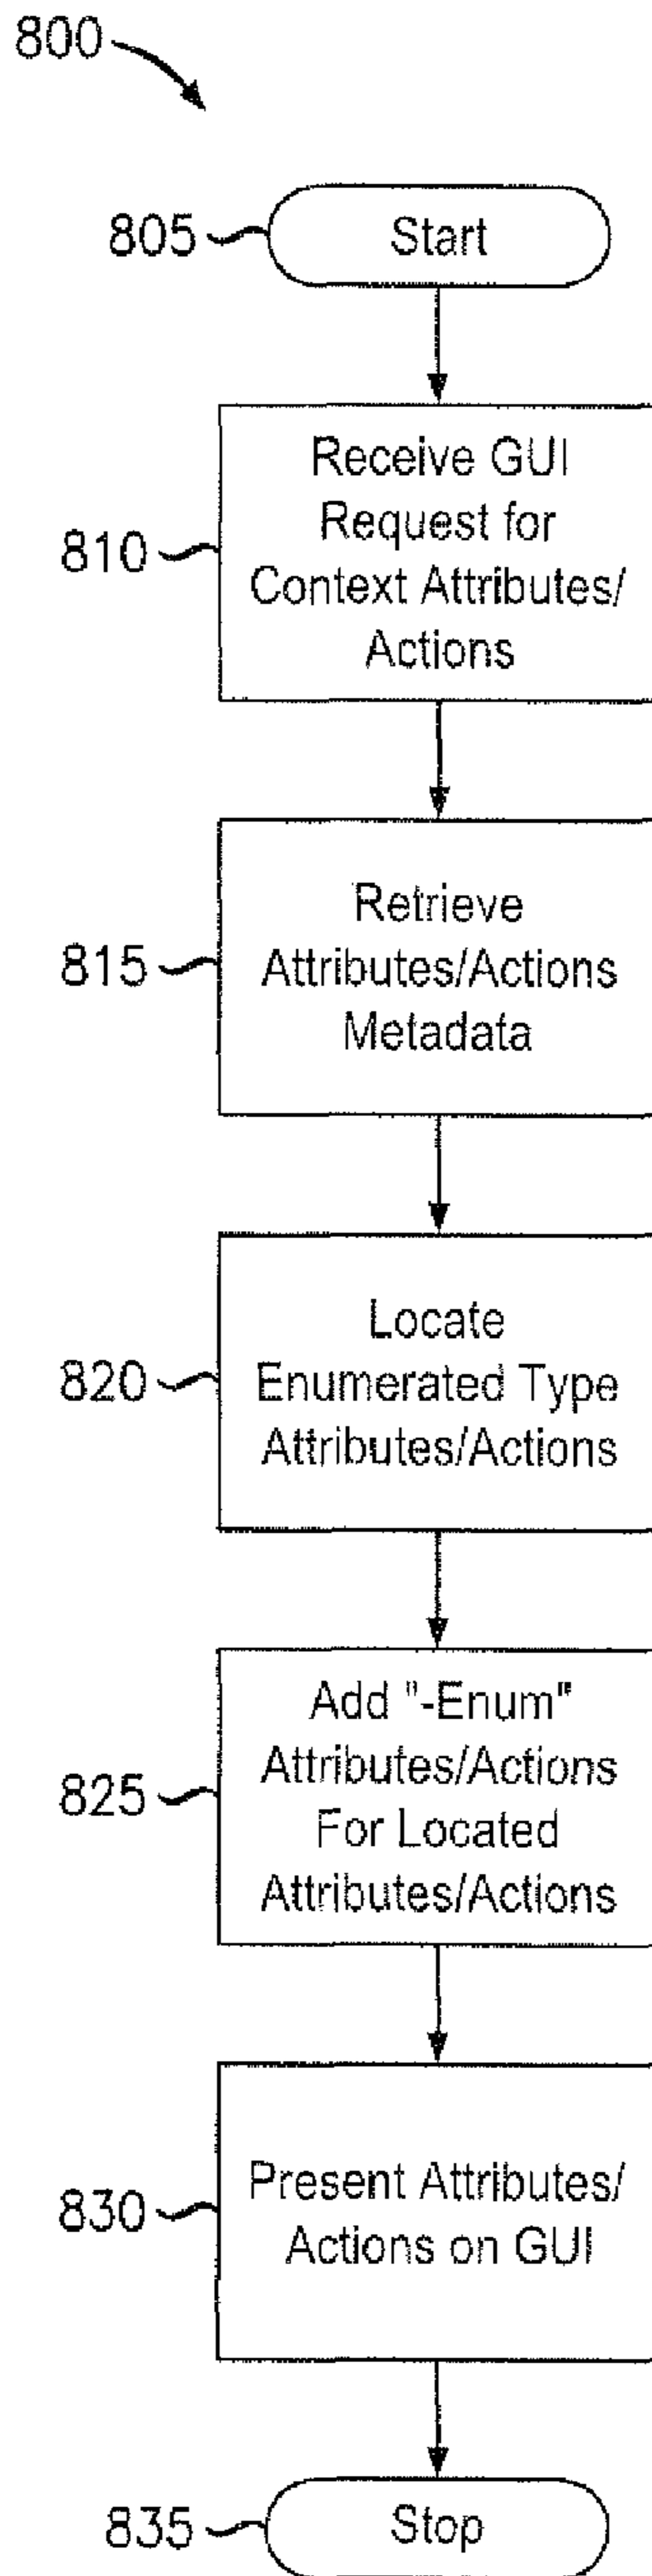 800
805
Start
810
Receive GUI
Request for
Context Attributes/
Actions
815
Retrieve
Attributes/Actions
Metadata
820
Locate
Enumerated Type
Attributes/Actions
825
Add "-Enum"
Attributes/Actions
For Located
Attributes/Actions
830
Present Attributes/
Actions on GUI
835
Stop